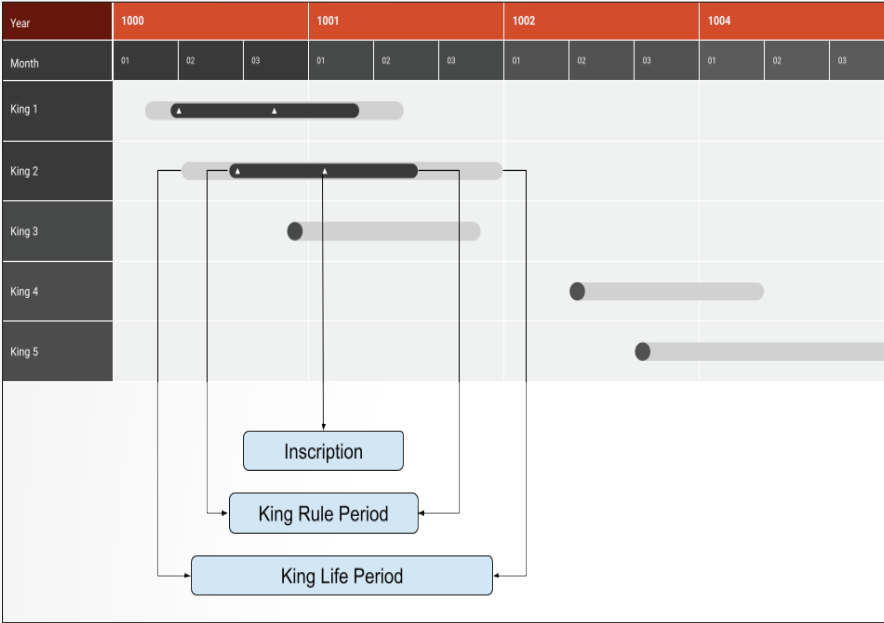 Year 1000 1001 1002 1004
Month 01 02 03 01 02 03 01 02 03 01 02 03
King 1
King 2
King 3
King 4
King 5
Inscription
King Rule Period
King Life Period